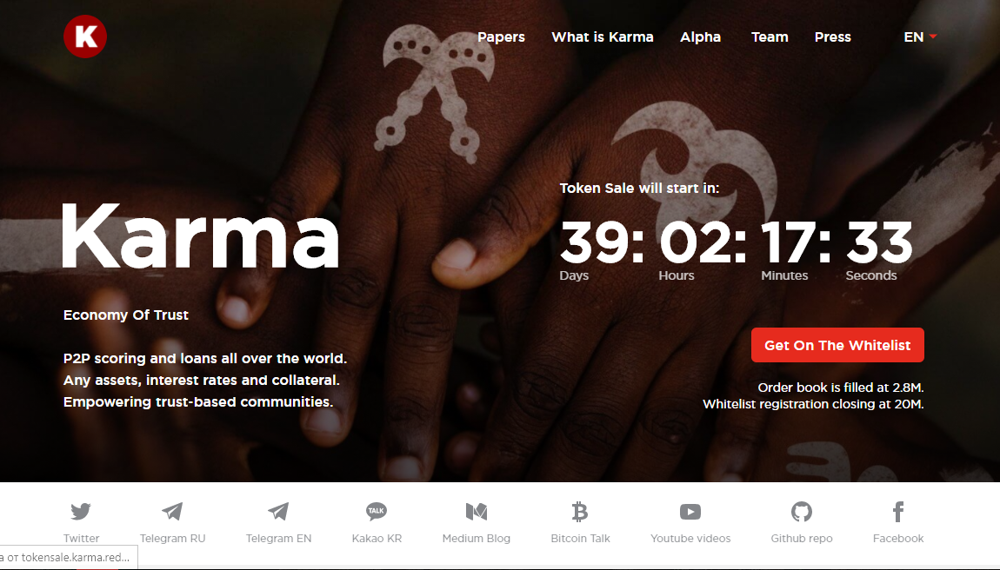 K
Papers What is Karma Alpha Team Press EN
Token Sale will start in:
Karma
39: 02: 17: 33
Days Hours Minutes Seconds
Economy Of Trust
P2P scoring and loans all over the world.
Any assets, interest rates and collateral.
Empowering trust-based communities.
Get On The Whitelist
Order book is filled at 2.8M.
Whitelist registration closing at 20M.
TALK
Twitter Telegram RU Telegram EN Kakao KR Medium Blog Bitcoin Talk Youtube videos Github repo Facebook
а от tokensale.karma.red...